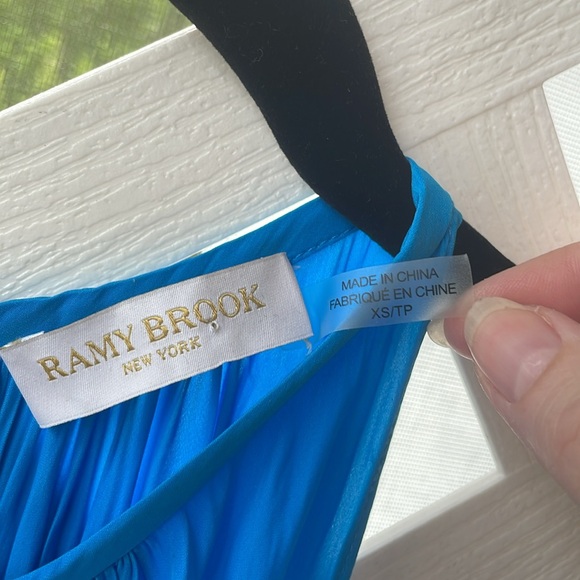 RAMY BROOK
NEW YORK
MADE IN CHINA
FABRIQUÉ EN CHINE
XS/TP